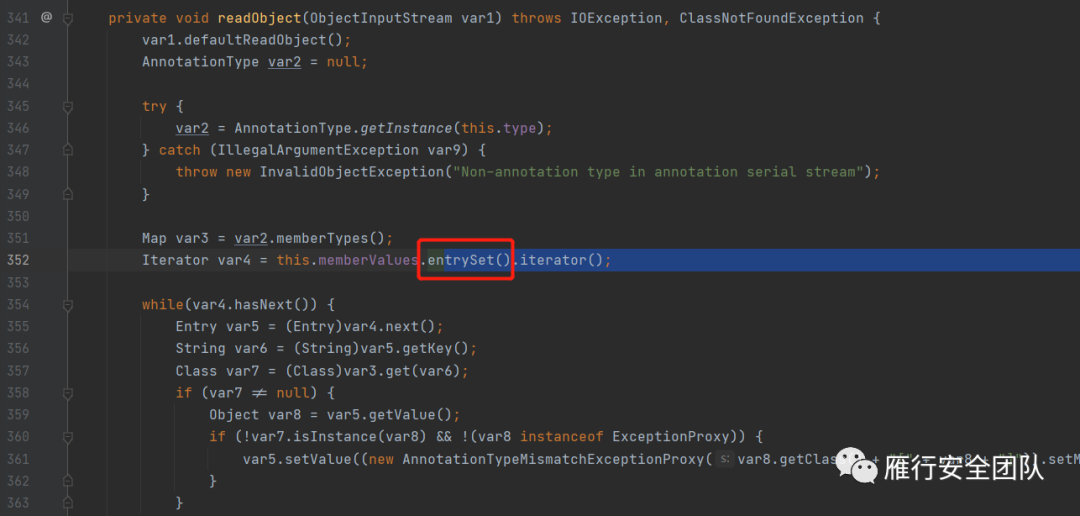 341 @ private void readObject(ObjectInputStream var1) throws IOException, ClassNotFoundException {
342 var1.defaultReadObject();
343 AnnotationType var2 = null;
344
345 try {
346 var2 = AnnotationType.getInstance(this.type);
347 } catch (IllegalArgumentException var9) {
348 throw new InvalidObjectException("Non-annotation type in annotation serial stream");
349 }
350
351 Map var3 = var2.memberTypes();
352 Iterator var4 = this.memberValues.entrySet().iterator();
353
354 while(var4.hasNext()) {
355 Entry var5 = (Entry)var4.next();
356 String var6 = (String)var5.getKey();
357 Class var7 = (Class)var3.get(var6);
358 if (var7 ≠ null) {
359 Object var8 = var5.getValue();
360 if (!var7.isInstance(var8) && !(var8 instanceof ExceptionProxy)) {
361 var5.setValue((new AnnotationTypeMismatchExceptionProxy( s: var8.getClas + var8 + .setM
362 }
363 }
雁行安全团队